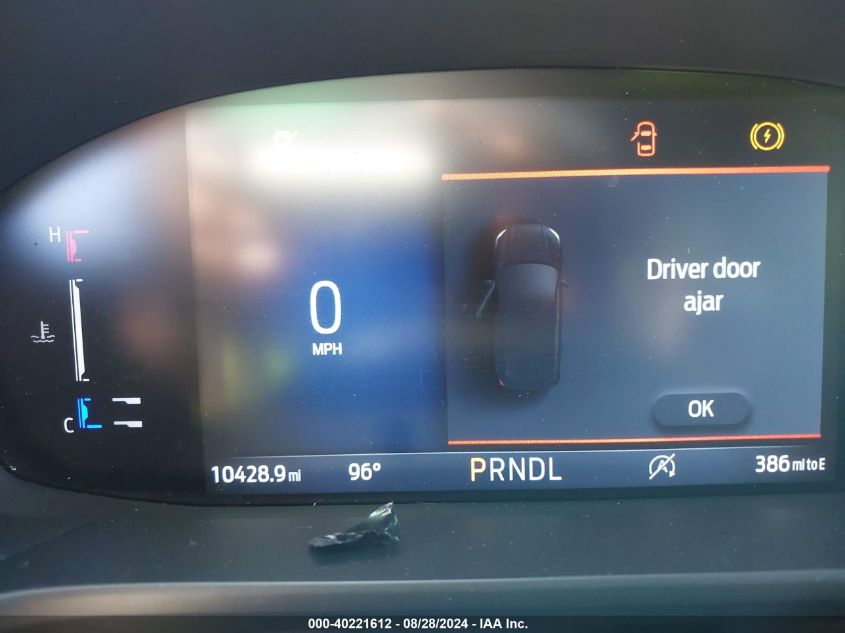 H
0
MPH
Driver door
ajar
OK
C
10428.9 mi 96° PRNDL 386 mi to E
000-40221612 - 08/28/2024 - IAA Inc.